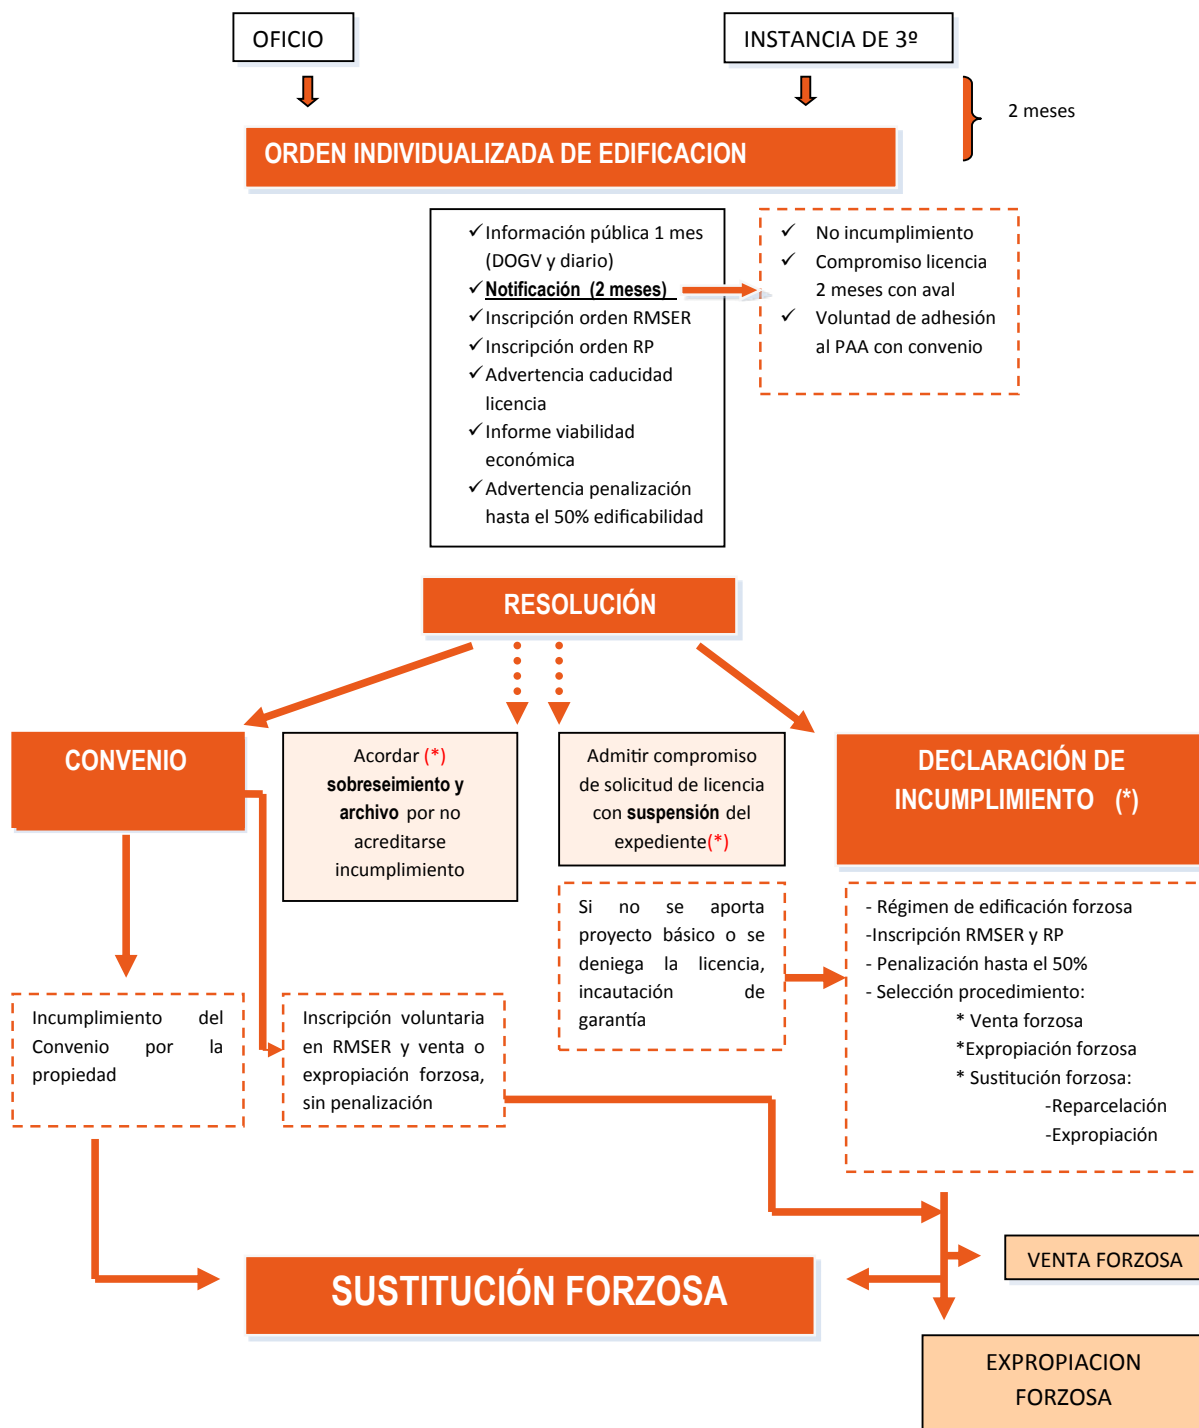 OFICIO
INSTANCIA DE 3º
2 meses
ORDEN INDIVIDUALIZADA DE EDIFICACION
✓ Información pública 1 mes
(DOGV y diario)
✓ Notificación (2 meses)
✓ Inscripción orden RMSER
✓ Inscripción orden RP
✓ Advertencia caducidad
licencia
✓ Informe viabilidad
económica
✓ Advertencia penalización
hasta el 50% edificabilidad
✓ No incumplimiento
✓ Compromiso licencia
2 meses con aval
✓ Voluntad de adhesión
al PAA con convenio
RESOLUCIÓN
CONVENIO
Acordar (*)
sobreseimiento y
archivo por no
acreditarse
incumplimiento
Admitir compromiso
de solicitud de licencia
con suspensión del
expediente(*)
DECLARACIÓN DE
INCUMPLIMIENTO (*)
Incumplimiento del
Convenio por la
propiedad
Inscripción voluntaria
en RMSER y venta o
expropiación forzosa,
sin penalización
Si no se aporta
proyecto básico o se
deniega la licencia,
incautación de
garantía
- Régimen de edificación forzosa
-Inscripción RMSER y RP
- Penalización hasta el 50%
- Selección procedimiento:
* Venta forzosa
*Expropiación forzosa
* Sustitución forzosa:
-Reparcelación
-Expropiación
SUSTITUCIÓN FORZOSA
VENTA FORZOSA
EXPROPIACION
FORZOSA